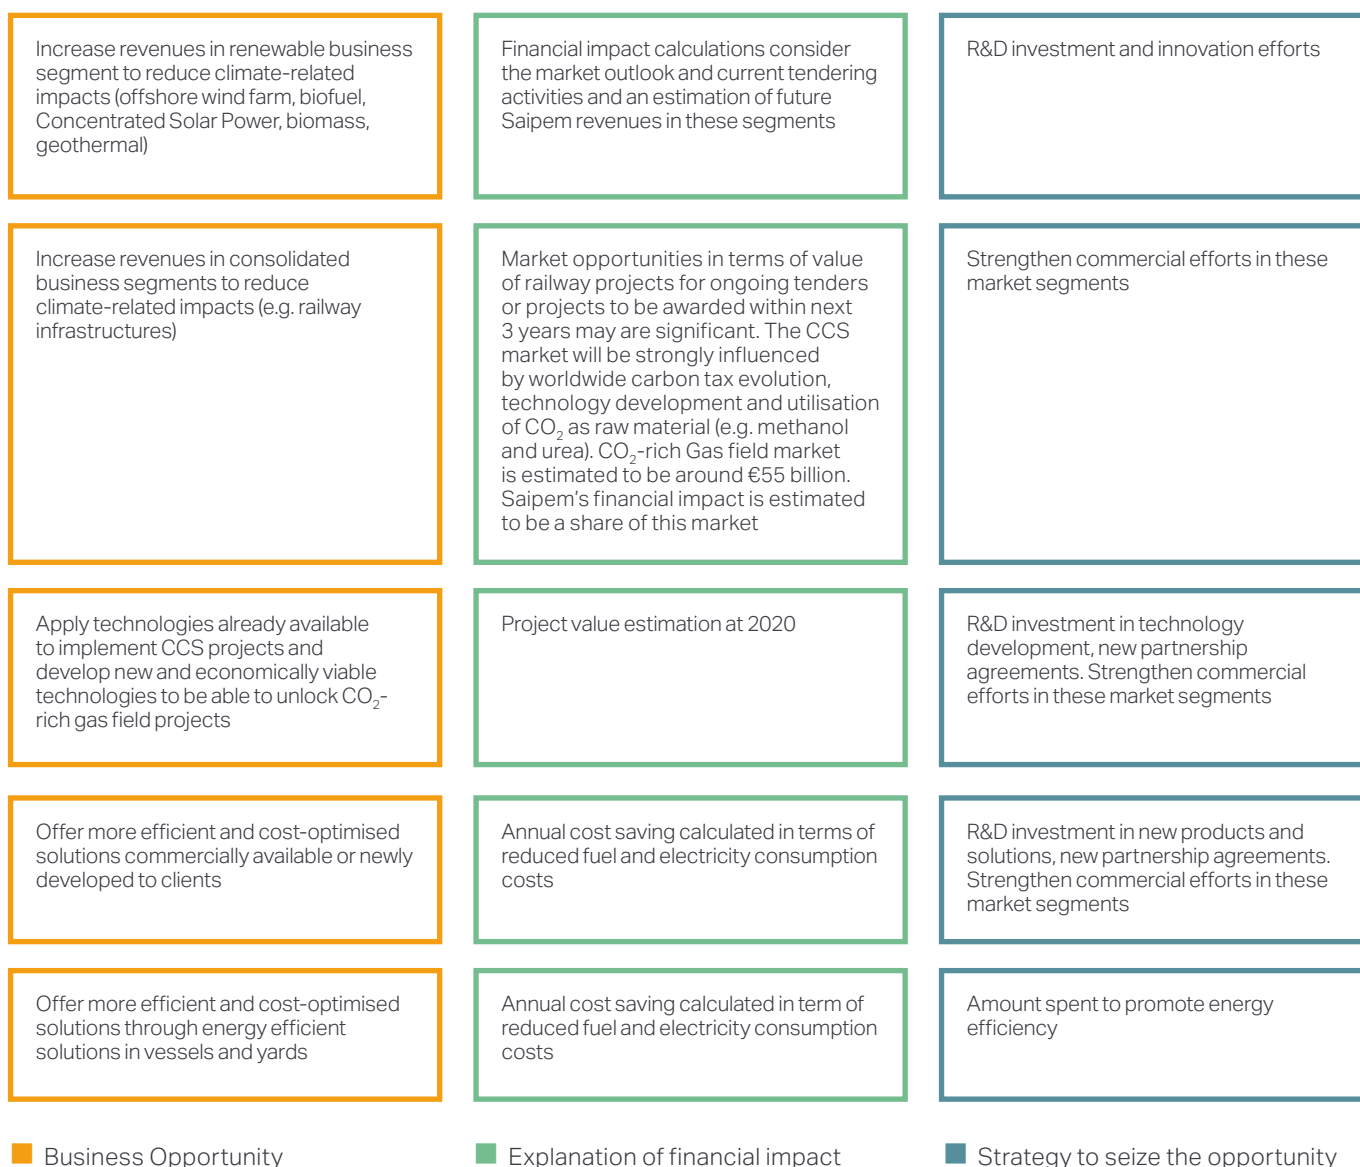 Increase revenues in renewable business
segment to reduce climate-related
impacts (offshore wind farm, biofuel,
Concentrated Solar Power, biomass,
geothermal)
Financial impact calculations consider
the market outlook and current tendering
activities and an estimation of future
Saipem revenues in these segments
R&D investment and innovation efforts
Increase revenues in consolidated
business segments to reduce
climate-related impacts (e.g. railway
infrastructures)
Market opportunities in terms of value
of railway projects for ongoing tenders
or projects to be awarded within next
3 years may are significant. The CCS
market will be strongly influenced
by worldwide carbon tax evolution,
technology development and utilisation
of CO₂ as raw material (e.g. methanol
and urea). CO₂-rich Gas field market
is estimated to be around €55 billion.
Saipem's financial impact is estimated
to be a share of this market
Strengthen commercial efforts in these
market segments
Apply technologies already available
to implement CCS projects and
develop new and economically viable
technologies to be able to unlock CO₂-
rich gas field projects
Project value estimation at 2020
R&D investment in technology
development, new partnership
agreements. Strengthen commercial
efforts in these market segments
Offer more efficient and cost-optimised
solutions commercially available or newly
developed to clients
Annual cost saving calculated in terms of
reduced fuel and electricity consumption
costs
R&D investment in new products and
solutions, new partnership agreements.
Strengthen commercial efforts in these
market segments
Offer more efficient and cost-optimised
solutions through energy efficient
solutions in vessels and yards
Annual cost saving calculated in term of
reduced fuel and electricity consumption
costs
Amount spent to promote energy
efficiency
Business Opportunity
Explanation of financial impact
Strategy to seize the opportunity